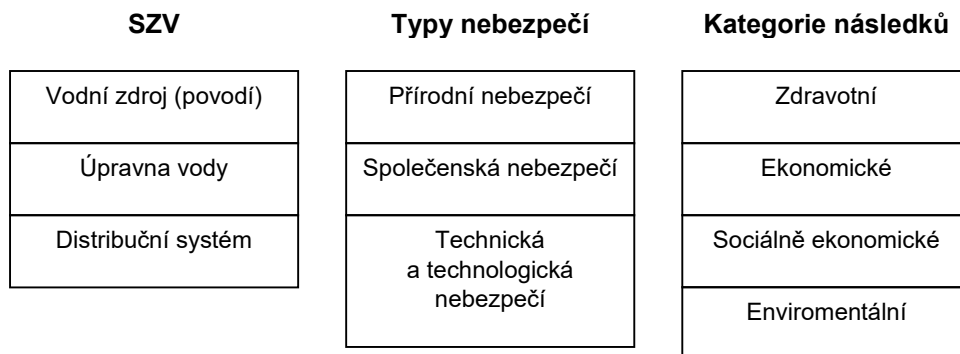 SZV
Vodní zdroj (povodí)
Úpravna vody
Distribuční systém
Typy nebezpečí
Přírodní nebezpečí
Společenská nebezpečí
Technická
a technologická
nebezpečí
Kategorie následků
Zdravotní
Ekonomické
Sociálně ekonomické
Enviromentální